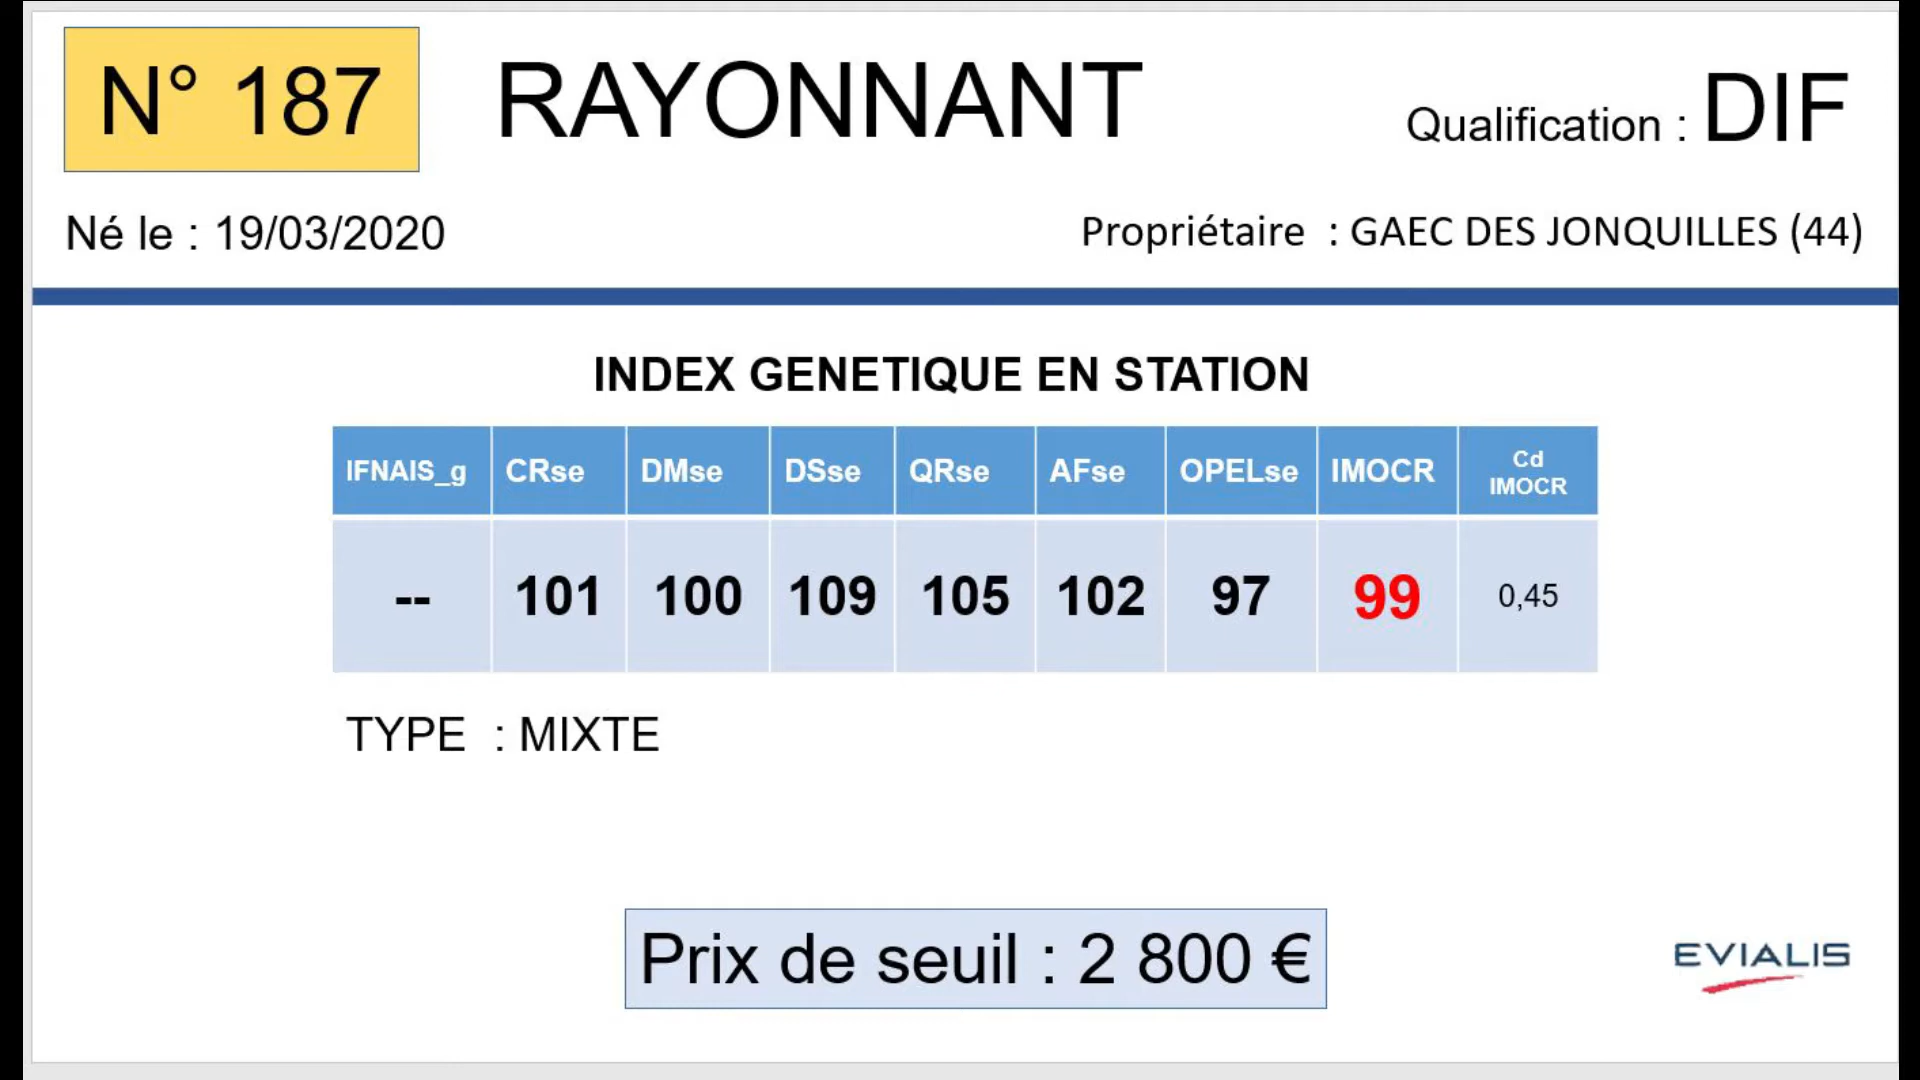 N° 187
RAYONNANT
Qualification : DIF
Né le : 19/03/2020
Propriétaire : GAEC DES JONQUILLES (44)
INDEX GENETIQUE EN STATION
IFNAIS_g CRse DMse DSse QRse AFse OPELse IMOCR Cd IMOCR
-- 101 100 109 105 102 97 99 0,45
TYPE : MIXTE
Prix de seuil : 2 800 €
EVIALIS